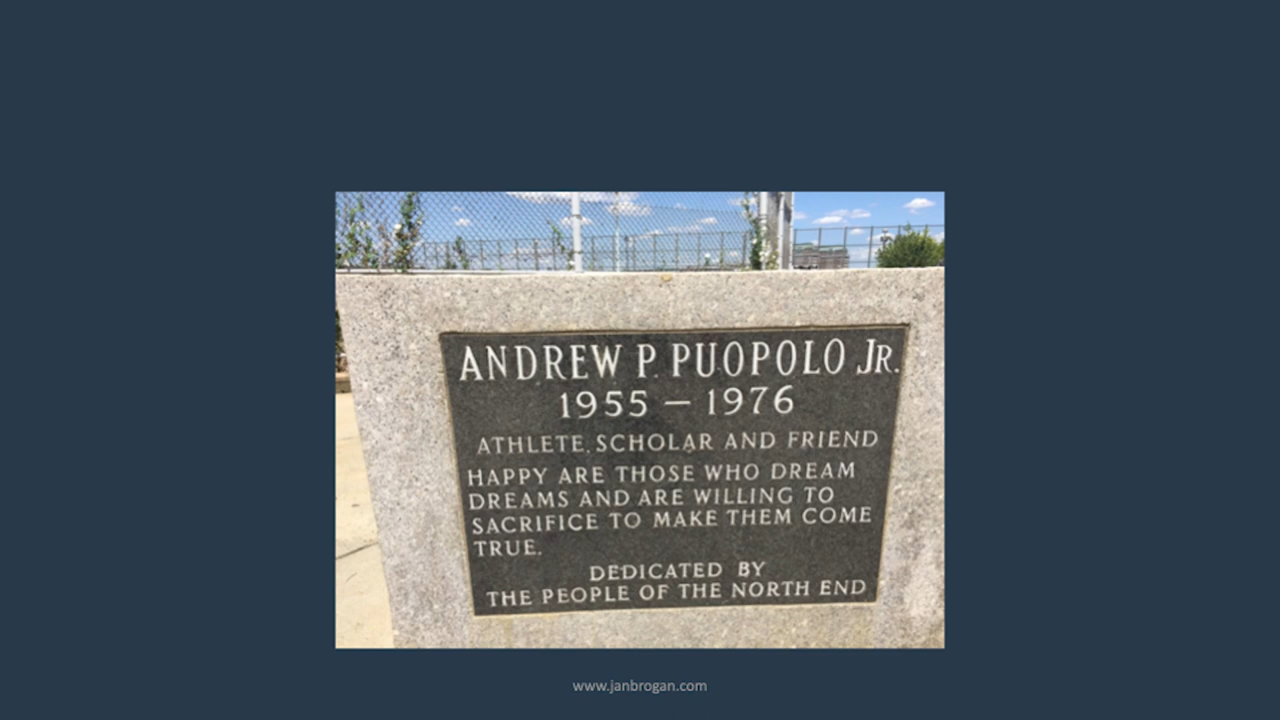 ANDREW P. PUOPOLO JR.
1955 – 1976
ATHLETE, SCHOLAR AND FRIEND
HAPPY ARE THOSE WHO DREAM
DREAMS AND ARE WILLING TO
SACRIFICE TO MAKE THEM COME
TRUE.
DEDICATED BY
THE PEOPLE OF THE NORTH END
www.janbrogan.com